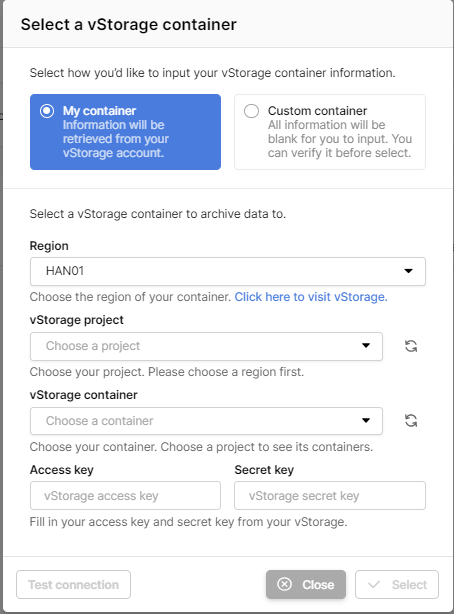 Select a vStorage container
Select how you'd like to input your vStorage container information.
My container
Information will be
retrieved from your
vStorage account.
Custom container
All information will be
blank for you to input. You
can verify it before select.
Select a vStorage container to archive data to.
Region
HAN01
Choose the region of your container. Click here to visit vStorage.
vStorage project
Choose a project
Choose your project. Please choose a region first.
vStorage container
Choose a container
Choose your container. Choose a project to see its containers.
Access key
Secret key
vStorage access key
vStorage secret key
Fill in your access key and secret key from your vStorage.
Test connection
Close
Select